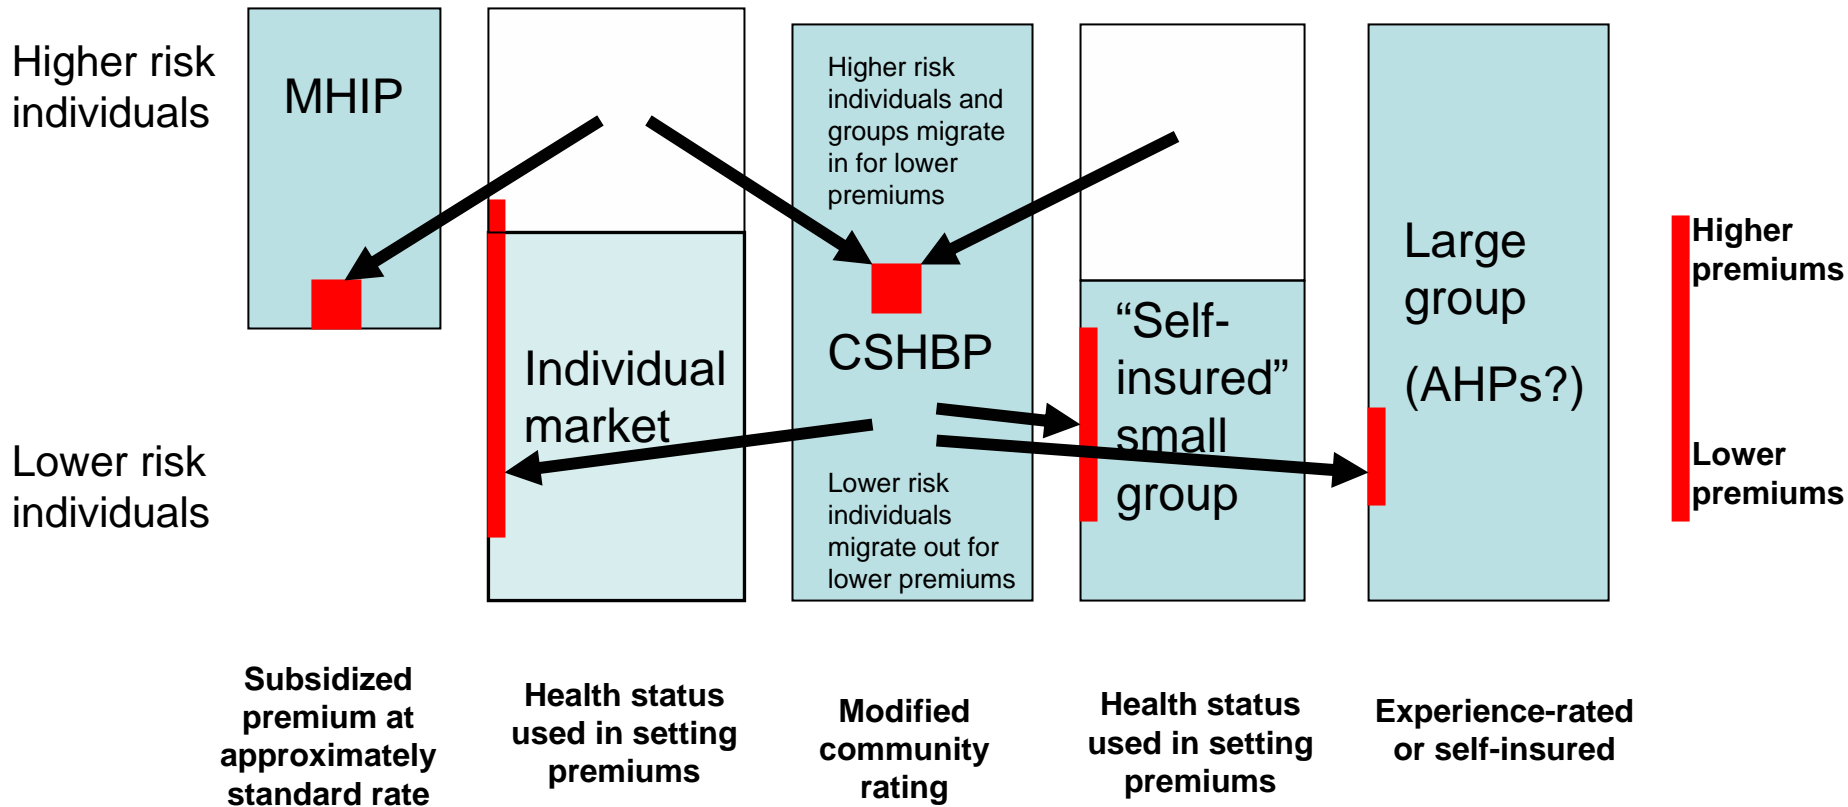 Higher risk
individuals
Lower risk
individuals
MHIP
Individual
market
Higher risk
individuals and
groups migrate
in for lower
premiums
CSHBP
Lower risk
individuals
migrate out for
lower premiums
“Self-
insured”
small
group
Large
group
(AHPs?)
Higher
premiums
Lower
premiums
Subsidized
premium at
approximately
standard rate
Health status
used in setting
premiums
Modified
community
rating
Health status
used in setting
premiums
Experience-rated
or self-insured